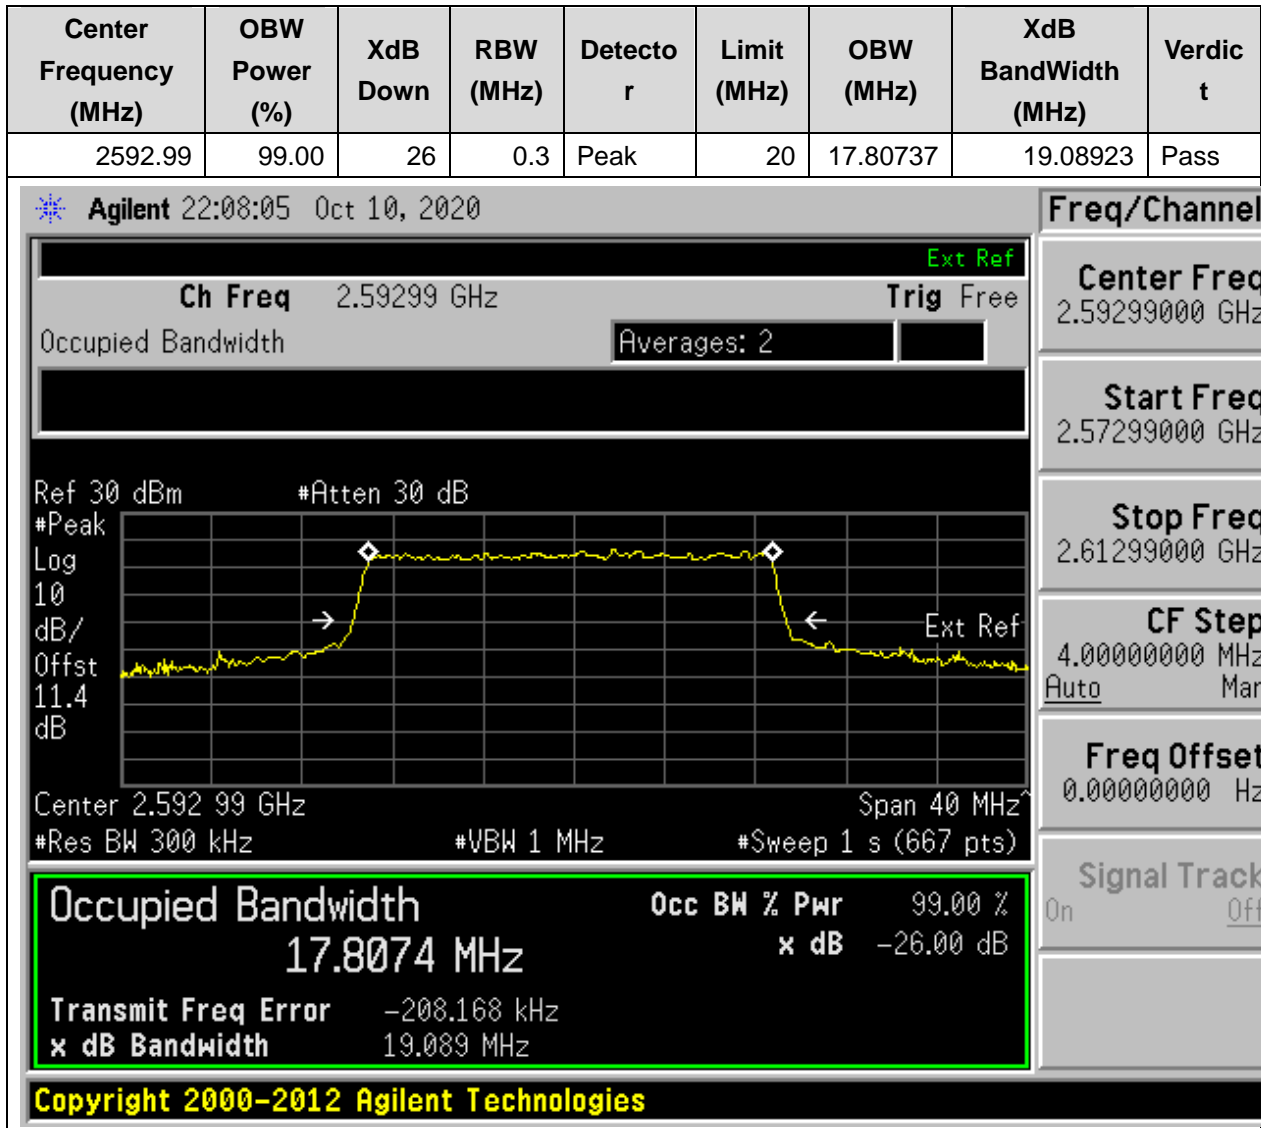 Center Frequency (MHz) OBW Power (%) XdB Down RBW (MHz) Detector Limit (MHz) OBW (MHz) XdB BandWidth (MHz) Verdict
2592.99 99.00 26 0.3 Peak 20 17.80737 19.08923 Pass
Agilent 22:08:05 Oct 10, 2020
Freq/Channel
Ext Ref
Ch Freq 2.59299 GHz Trig Free
Occupied Bandwidth Averages: 2
Center Freq
2.59299000 GHz
Start Freq
2.57299000 GHz
Stop Freq
2.61299000 GHz
CF Step
4.00000000 MHz
Auto Man
Freq Offset
0.00000000 Hz
Signal Track
On Off
Ref 30 dBm #Atten 30 dB
#Peak
Log
10
dB/
Offst
11.4
dB
Ext Ref
Center 2.592 99 GHz Span 40 MHz^
#Res BW 300 kHz #VBW 1 MHz #Sweep 1 s (667 pts)
Occupied Bandwidth
17.8074 MHz
Occ BW % Pwr 99.00 %
x dB -26.00 dB
Transmit Freq Error -208.168 kHz
x dB Bandwidth 19.089 MHz
Copyright 2000-2012 Agilent Technologies